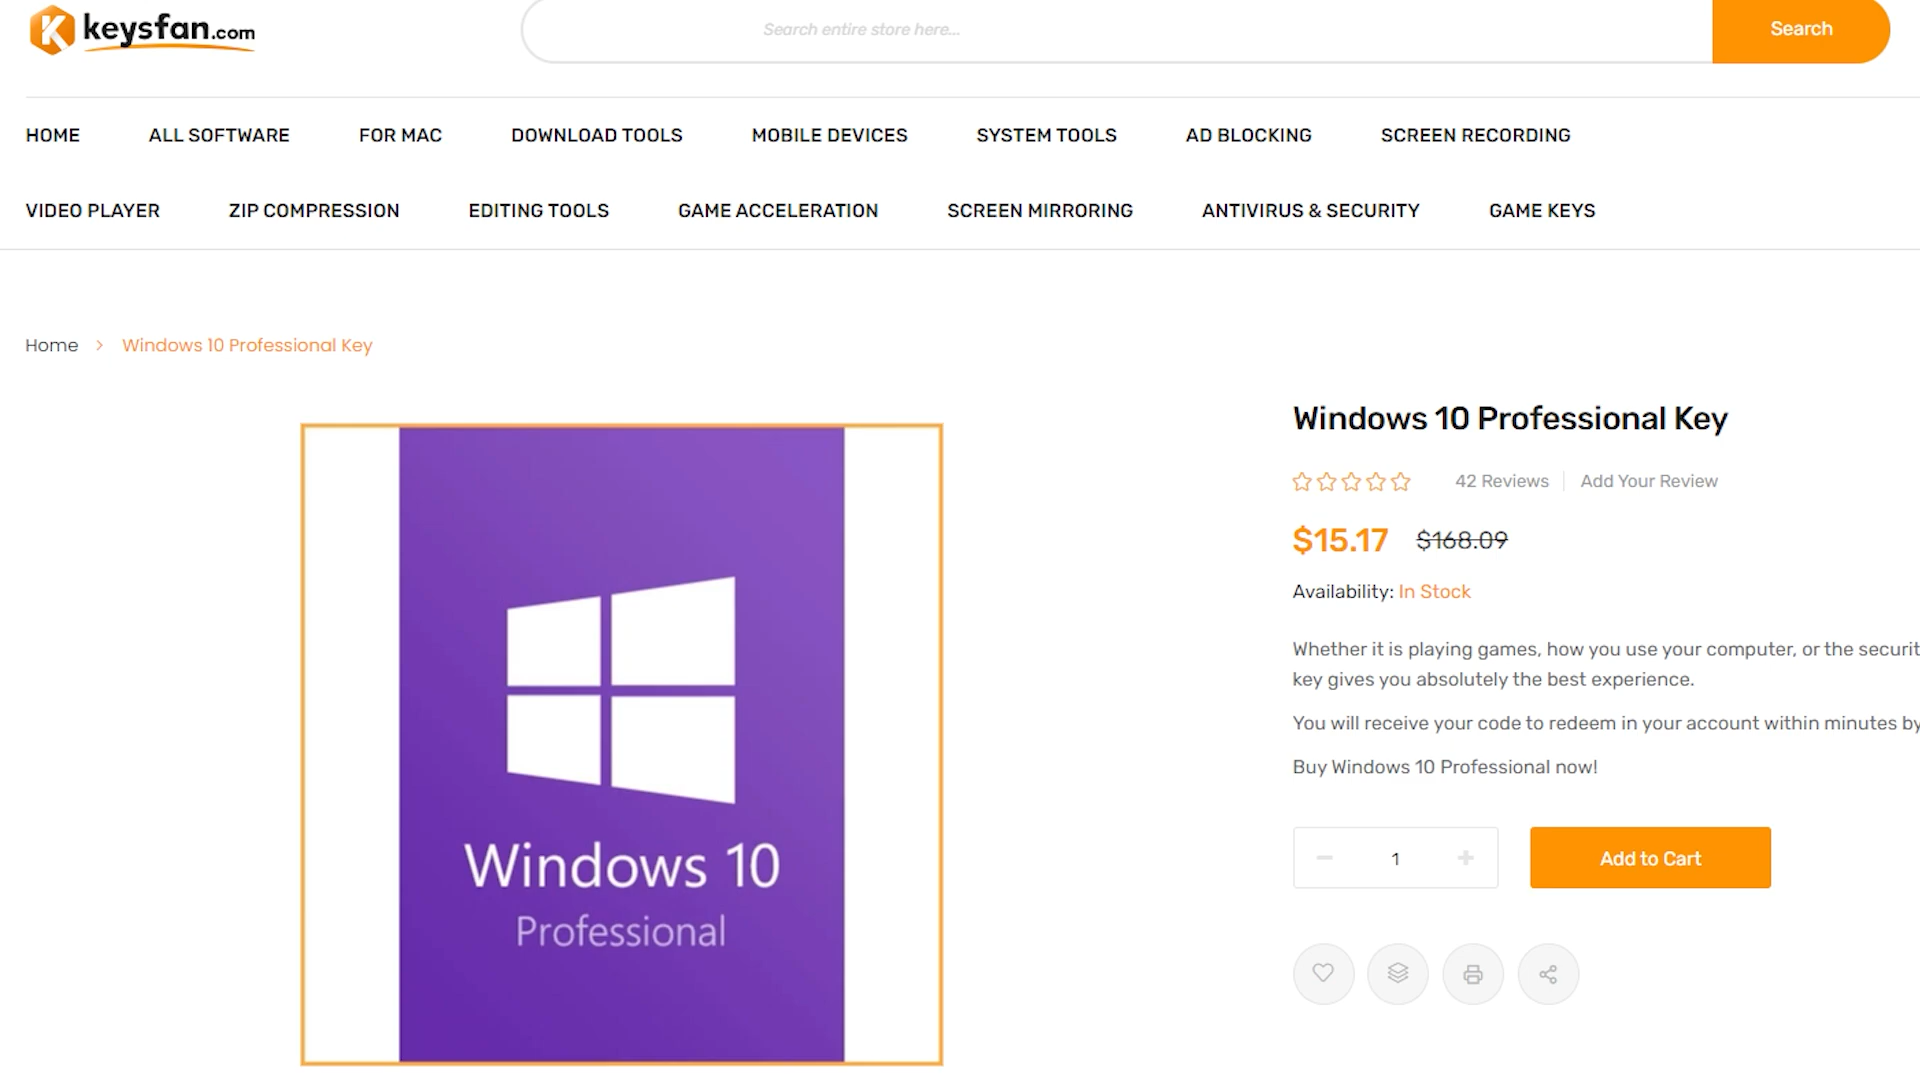 keysfan.com
Search entire store here...
Search
HOME ALL SOFTWARE FOR MAC DOWNLOAD TOOLS MOBILE DEVICES SYSTEM TOOLS AD BLOCKING SCREEN RECORDING
VIDEO PLAYER ZIP COMPRESSION EDITING TOOLS GAME ACCELERATION SCREEN MIRRORING ANTIVIRUS & SECURITY GAME KEYS
Home > Windows 10 Professional Key
Windows 10
Professional
Windows 10 Professional Key
42 Reviews Add Your Review
$15.17 $168.09
Availability: In Stock
Whether it is playing games, how you use your computer, or the securit
key gives you absolutely the best experience.
You will receive your code to redeem in your account within minutes by
Buy Windows 10 Professional now!
1
Add to Cart